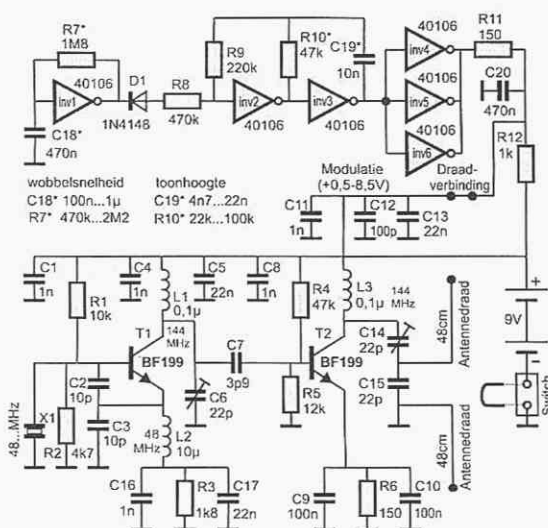 R7*
1M8
40106
inv1
C18*
470n
D1
1N4148
R8
470k
R9
220k
R10*
47k
C19*
10n
40106
inv2
40106
inv3
inv4
40106
inv5
40106
inv6
40106
R11
150
C20
470n
R12
1k
wobbelsnelheid
C18* 100n...1µ
R7* 470k...2M2
toonhoogte
C19* 4n7...22n
R10* 22k...100k
Modulatie
(+0,5-8,5V)
Draad-
verbinding
C11
1n
C12
100p
C13
22n
C1
1n
C4
1n
L1
0,1µ
C5
22n
C8
1n
R4
47k
L3
0,1µ
144
MHz
R1
10k
T1
144
MHz
BF199
C7
3p9
T2
BF199
C14
22p
C15
22p
48cm
Antennedraad
9V
Switch
C2
10p
C6
22p
R5
12k
48...MHz
X1
R2
4k7
C3
10p
48
MHz
L2
10µ
48cm
Antennedraad
C16
1n
R3
1k8
C17
22n
C9
100n
R6
150
C10
100n